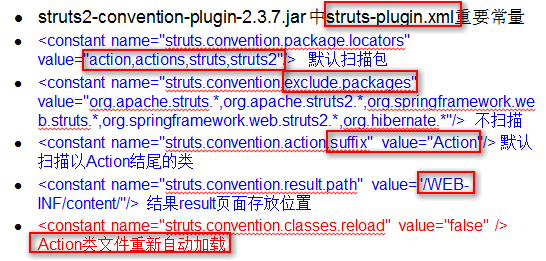 struts2-convention-plugin-2.3.7.jar 中struts-plugin.xml重要常量
<constant name="struts.convention.package.locators"
value="action,actions,struts,struts2"/> 默认扫描包
<constant name="struts.convention.exclude.packages"
value="org.apache.struts.*,org.apache.struts2.*,org.springframework.we
b.struts.*,org.springframework.web.struts2.*,org.hibernate.*"/> 不扫描
<constant name="struts.convention.action.suffix" value="Action"/> 默认
扫描以Action结尾的类
<constant name="struts.convention.result.path" value="/WEB-
INF/content/"/> 结果result页面存放位置
<constant name="struts.convention.classes.reload" value="false" />
Action类文件重新自动加载